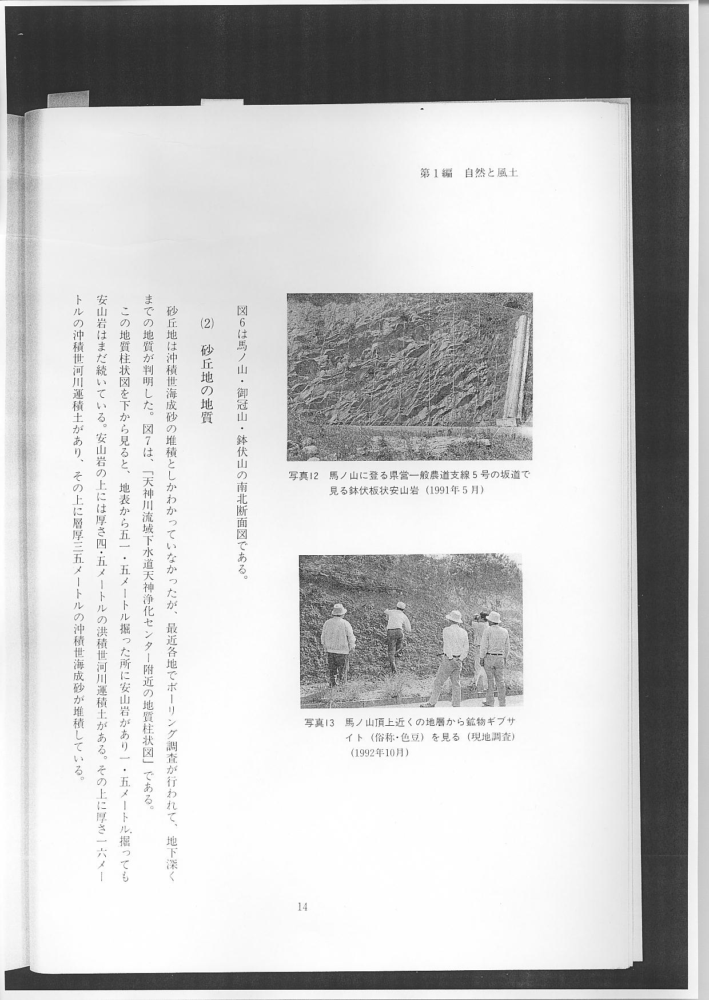 第1編　自然と風土
写真12　馬ノ山に登る県営一般農道支線5号の坂道で
見る鉢伏板状安山岩（1991年5月）
写真13　馬ノ山頂上近くの地層から鉱物ギブサ
イト（俗称・色豆）を見る（現地調査）
（1992年10月）
図6は馬ノ山・御冠山・鉢伏山の南北断面図である。
(2)　砂丘地の地質
砂丘地は沖積世海成砂の堆積としかわかっていなかったが、最近各地でボーリング調査が行われて、地下深く
までの地質が判明した。図7は、「天神川流域下水道天神浄化センター附近の地質柱状図」である。
この地質柱状図を下から見ると、地表から五一・五メートル掘った所に安山岩があり一・五メートル掘っても
安山岩はまだ続いている。安山岩の上には厚さ四・五メートルの洪積世河川運積土がある。その上に厚さ一六メー
トルの沖積世河川運積土があり、その上に層厚三五メートルの沖積世海成砂が堆積している。
14